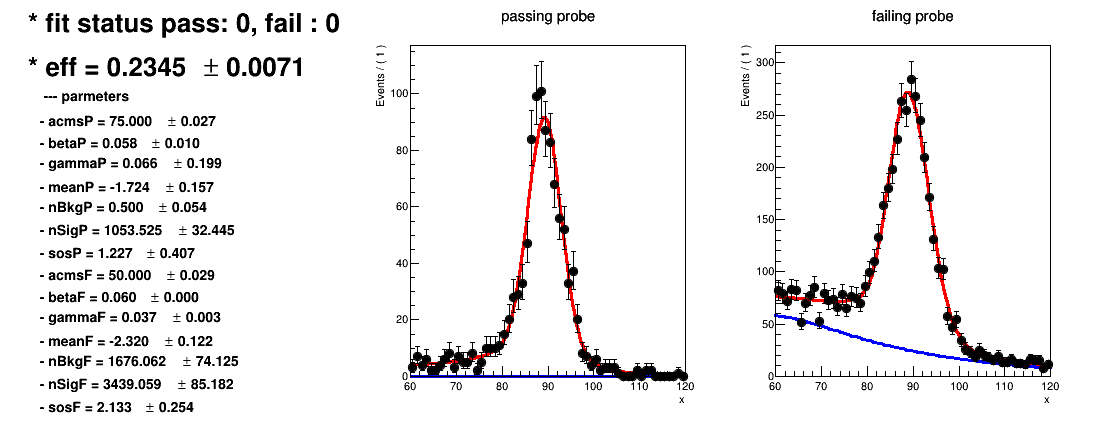 * fit status pass: 0, fail : 0
* eff = 0.2345 ± 0.0071
--- parmeters
- acmsP = 75.000 ± 0.027
- betaP = 0.058 ± 0.010
- gammaP = 0.066 ± 0.199
- meanP = -1.724 ± 0.157
- nBkgP = 0.500 ± 0.054
- nSigP = 1053.525 ± 32.445
- sosP = 1.227 ± 0.407
- acmsF = 50.000 ± 0.029
- betaF = 0.060 ± 0.000
- gammaF = 0.037 ± 0.003
- meanF = -2.320 ± 0.122
- nBkgF = 1676.062 ± 74.125
- nSigF = 3439.059 ± 85.182
- sosF = 2.133 ± 0.254
passing probe
Events / ( 1 )
100
80
60
40
20
0
60 70 80 90 100 110 120
x
failing probe
Events / ( 1 )
300
250
200
150
100
50
0
60 70 80 90 100 110 120
x